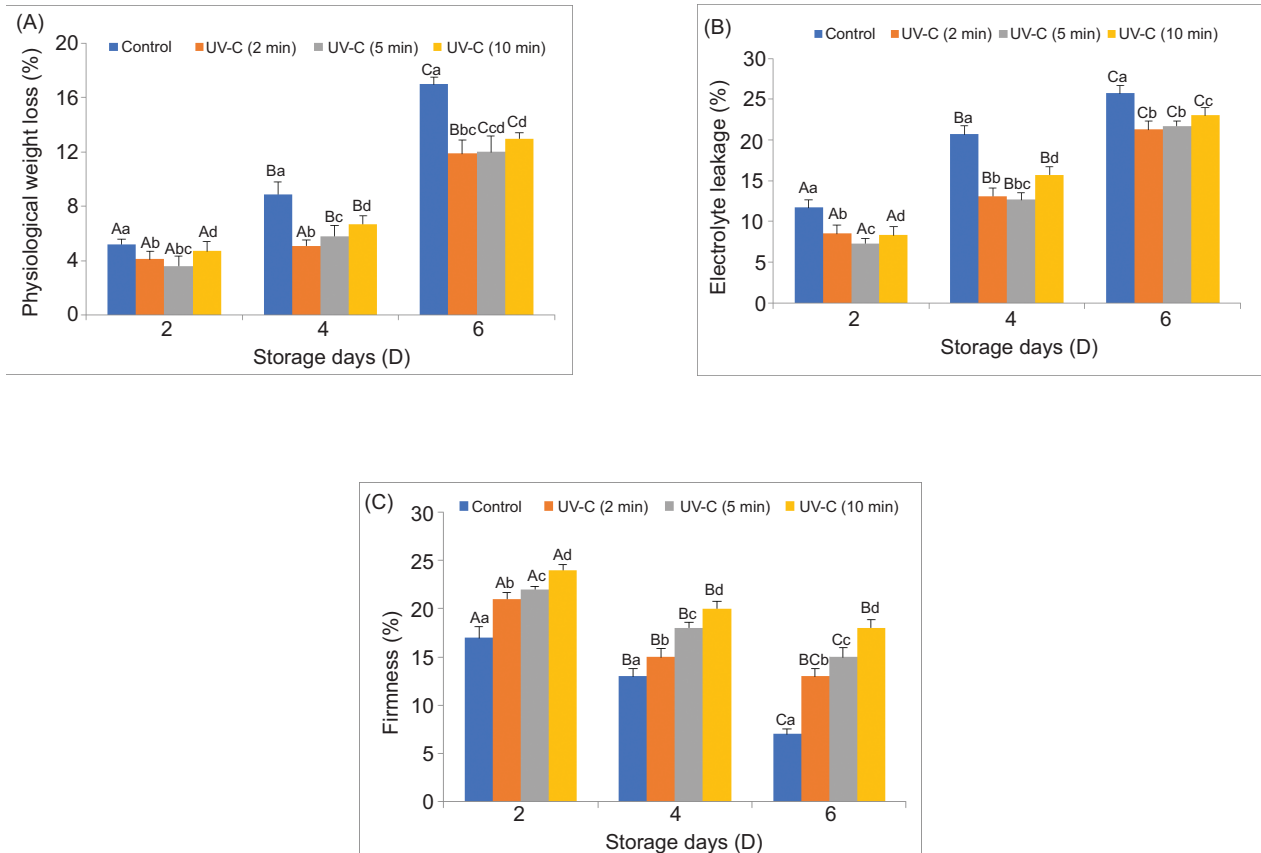 (A)
Control UV-C (2 min) UV-C (5 min) UV-C (10 min)
Physiological weight loss (%)
20
16
12
8
4
0
Aa Ab Abc Ad
Ba Ab Bc Bd
Ca Bbc Ccd Cd
2 4 6
Storage days (D)
(B)
Control UV-C (2 min) UV-C (5 min) UV-C (10 min)
Electrolyte leakage (%)
30
25
20
15
10
5
0
Aa Ab Ac Ad
Ba Bb Bbc Bd
Ca Cb Cb Cc
2 4 6
Storage days (D)
(C)
Control UV-C (2 min) UV-C (5 min) UV-C (10 min)
Firmness (%)
30
25
20
15
10
5
0
Aa Ab Ac Ad
Ba Bb Bc Bd
Ca BCb Cc Bd
2 4 6
Storage days (D)